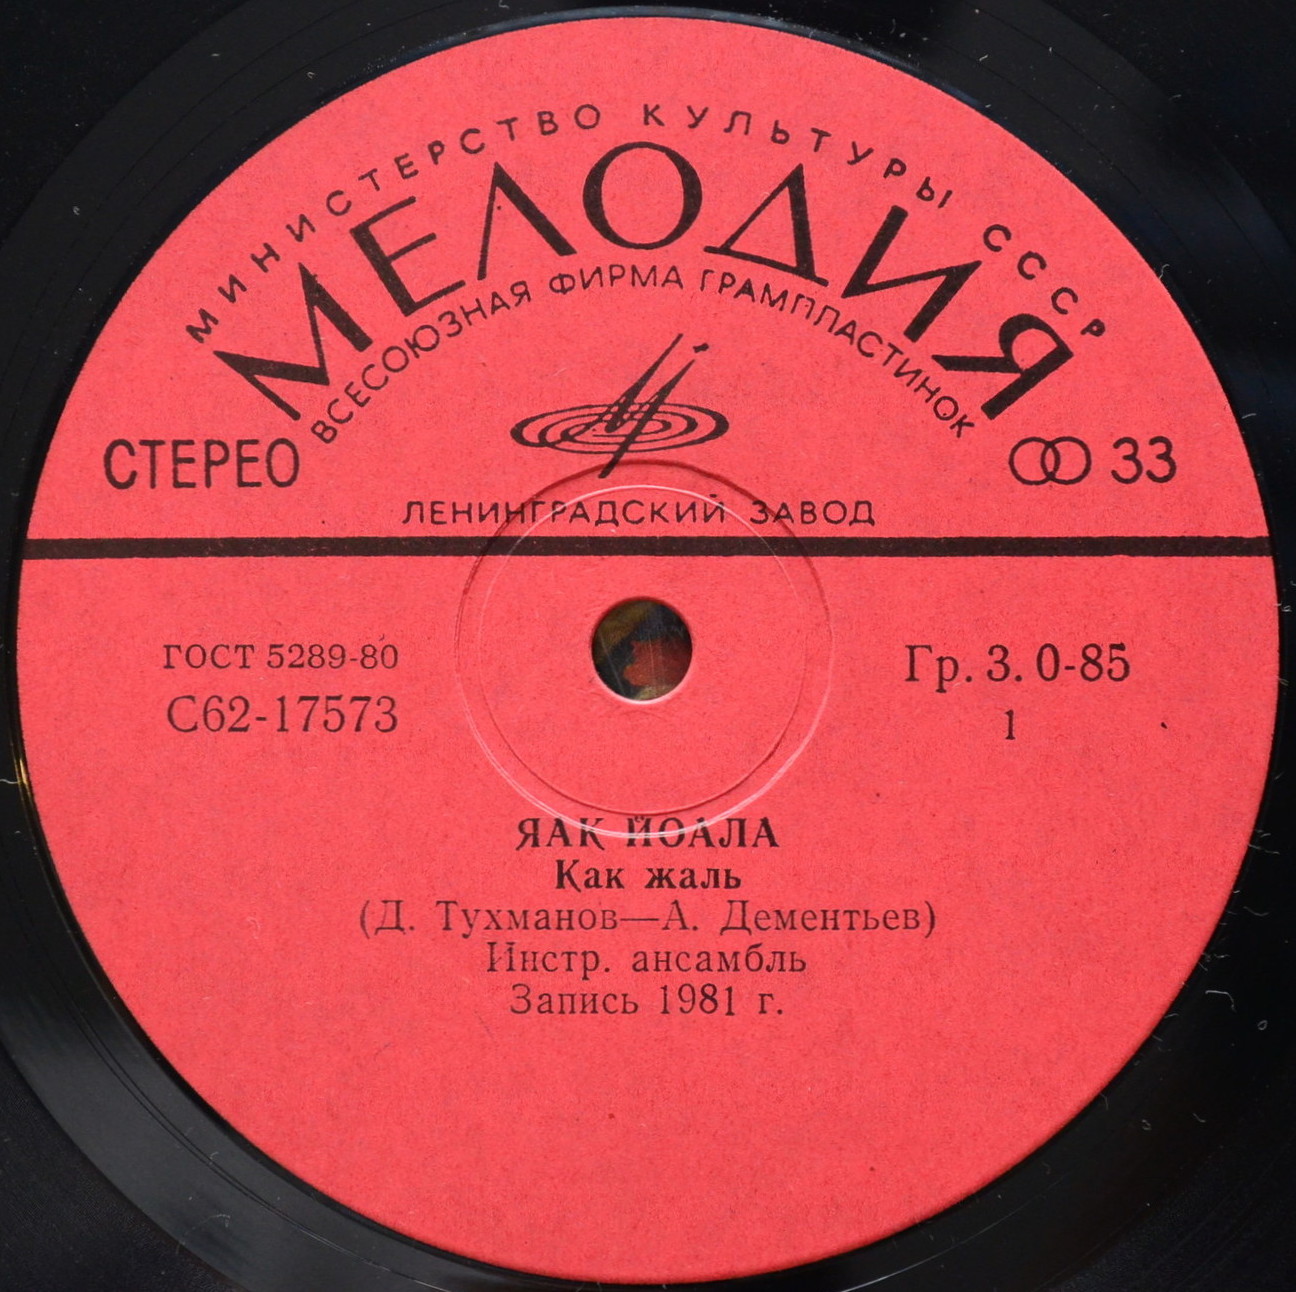 МИНИСТЕРСТВО КУЛЬТУРЫ СССР
МЕЛОДИЯ
ВСЕСОЮЗНАЯ ФИРМА ГРАМПЛАСТИНОК
СТЕРЕО
33
ЛЕНИНГРАДСКИЙ ЗАВОД
ГОСТ 5289-80
С62-17573
Гр. 3. 0-85
1
ЯАК ЙОАЛА
Как жаль
(Д. Тухманов—А. Дементьев)
Инстр. ансамбль
Запись 1981 г.